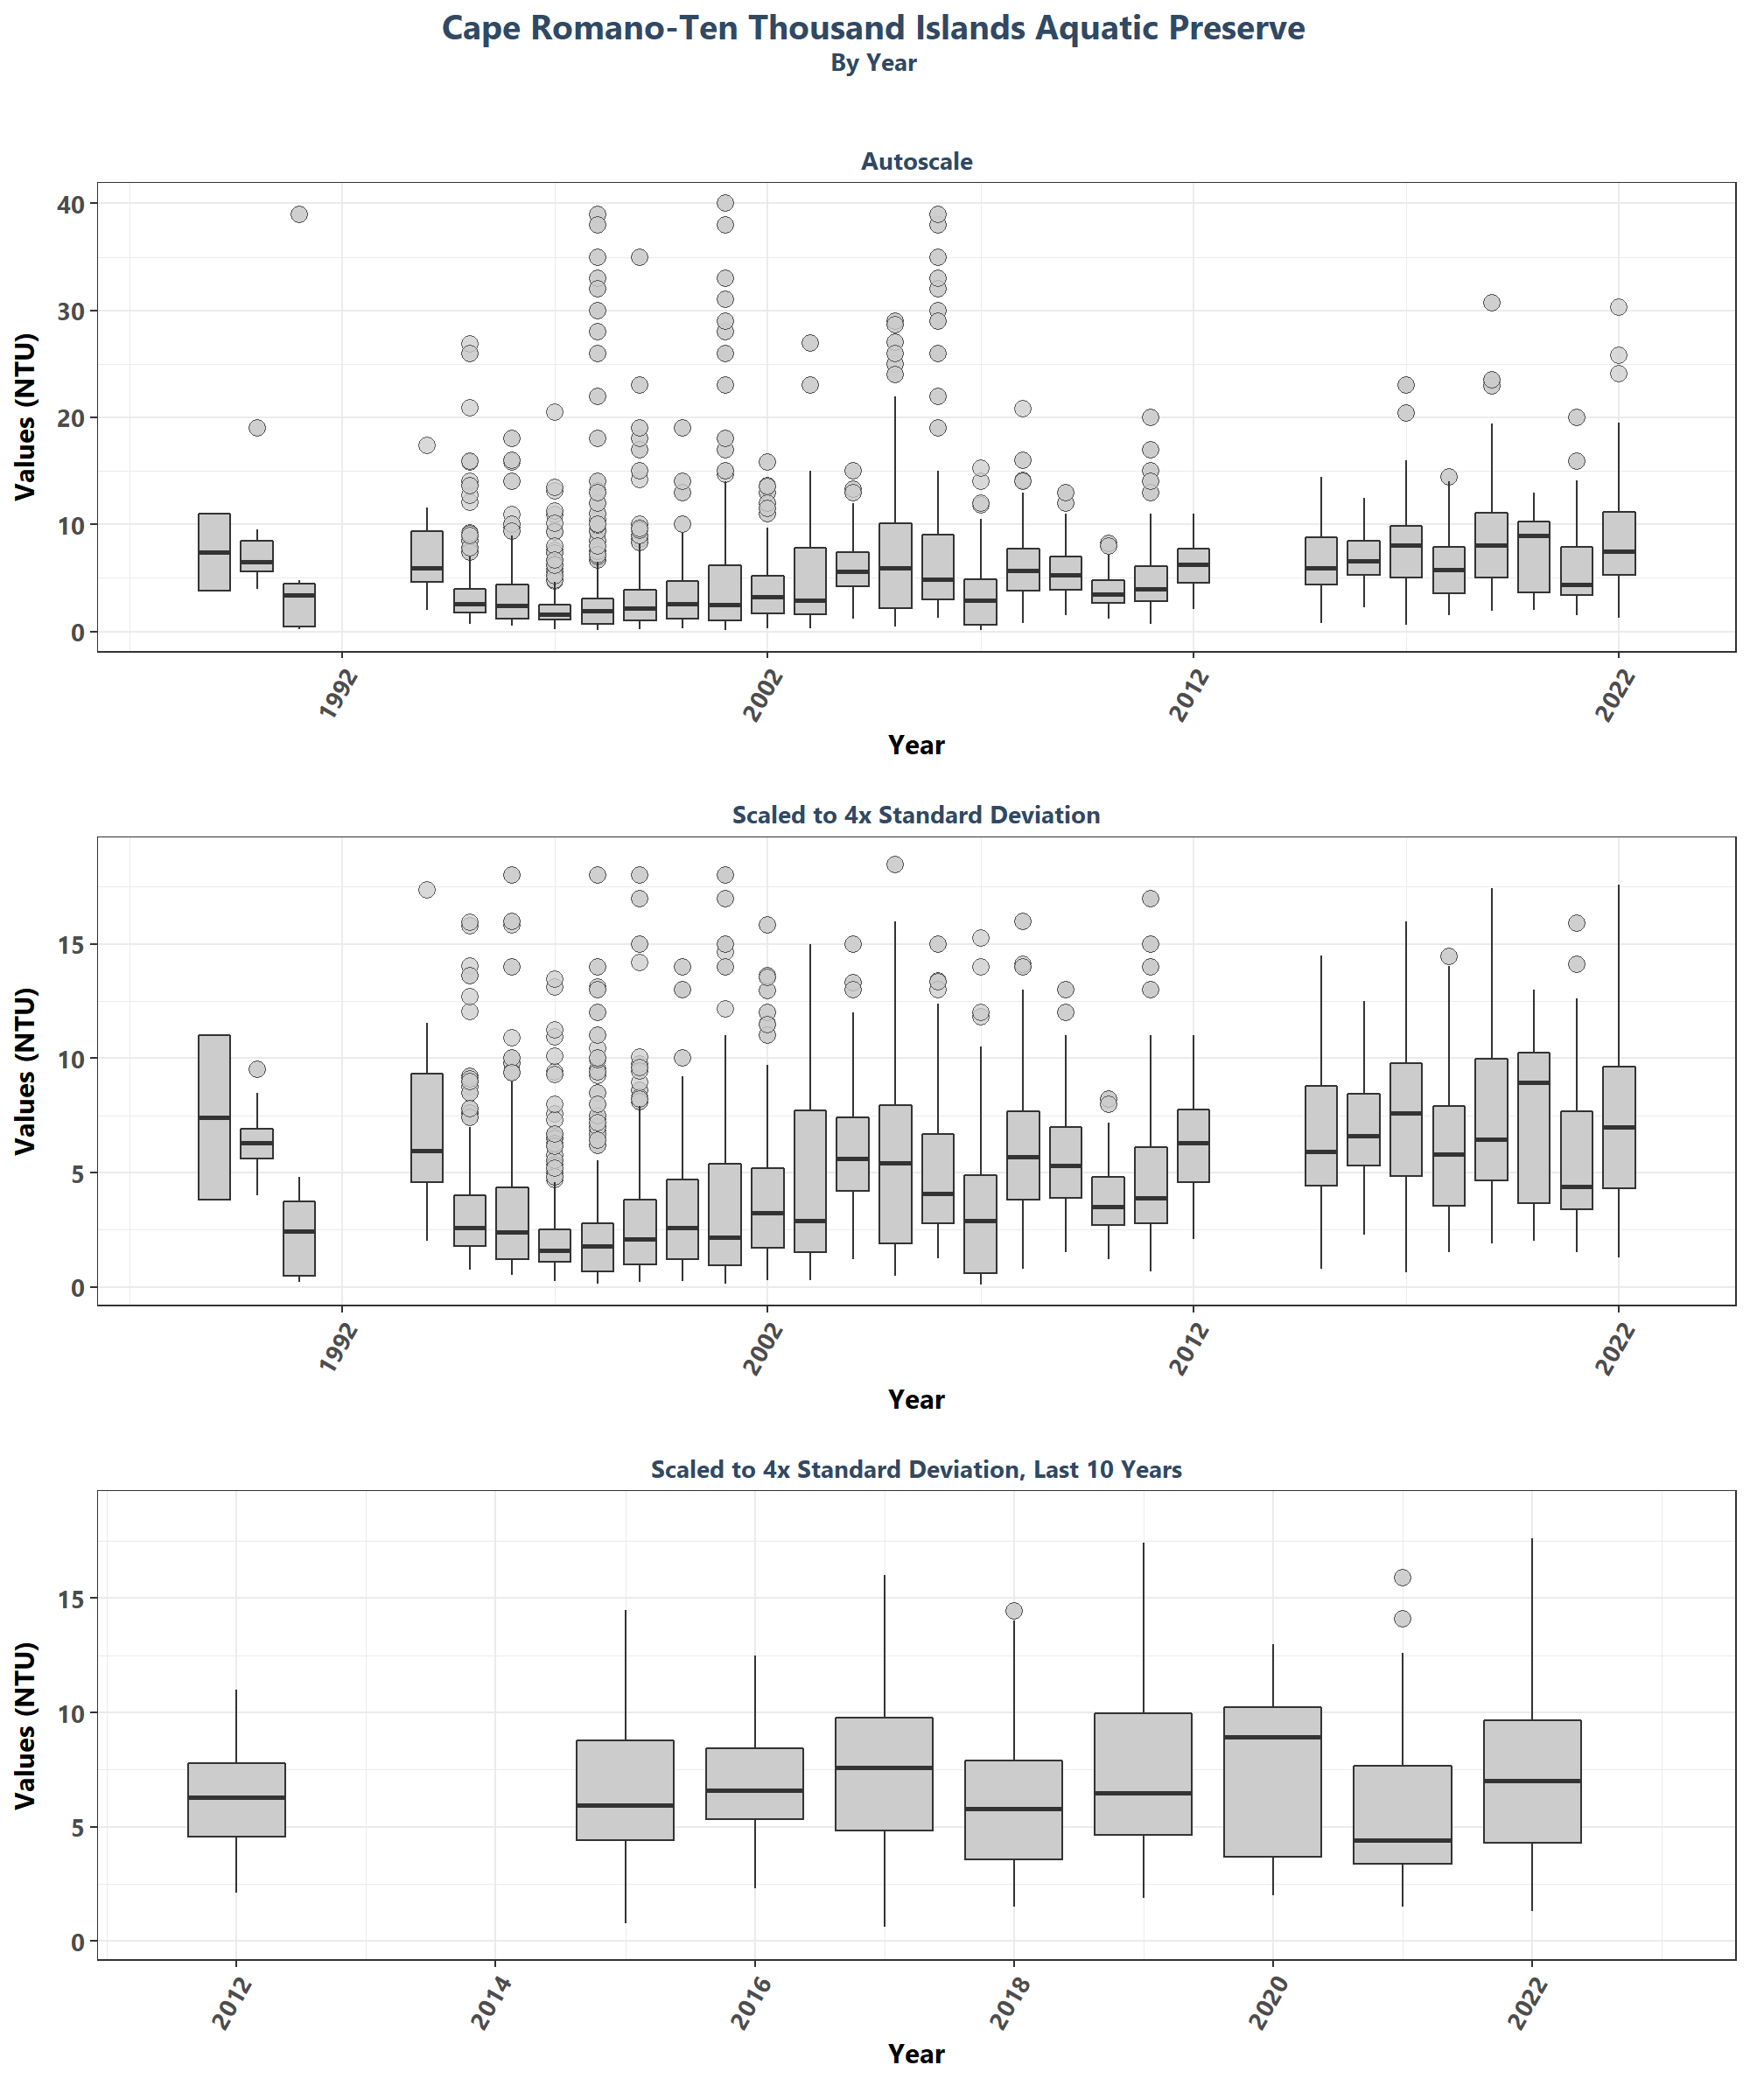 Cape Romano-Ten Thousand Islands Aquatic Preserve
By Year
Autoscale
Values (NTU)
40
30
20
10
0
1992
2002
2012
2022
Year
Scaled to 4x Standard Deviation
Values (NTU)
15
10
5
0
1992
2002
2012
2022
Year
Scaled to 4x Standard Deviation, Last 10 Years
Values (NTU)
15
10
5
0
2012
2014
2016
2018
2020
2022
Year